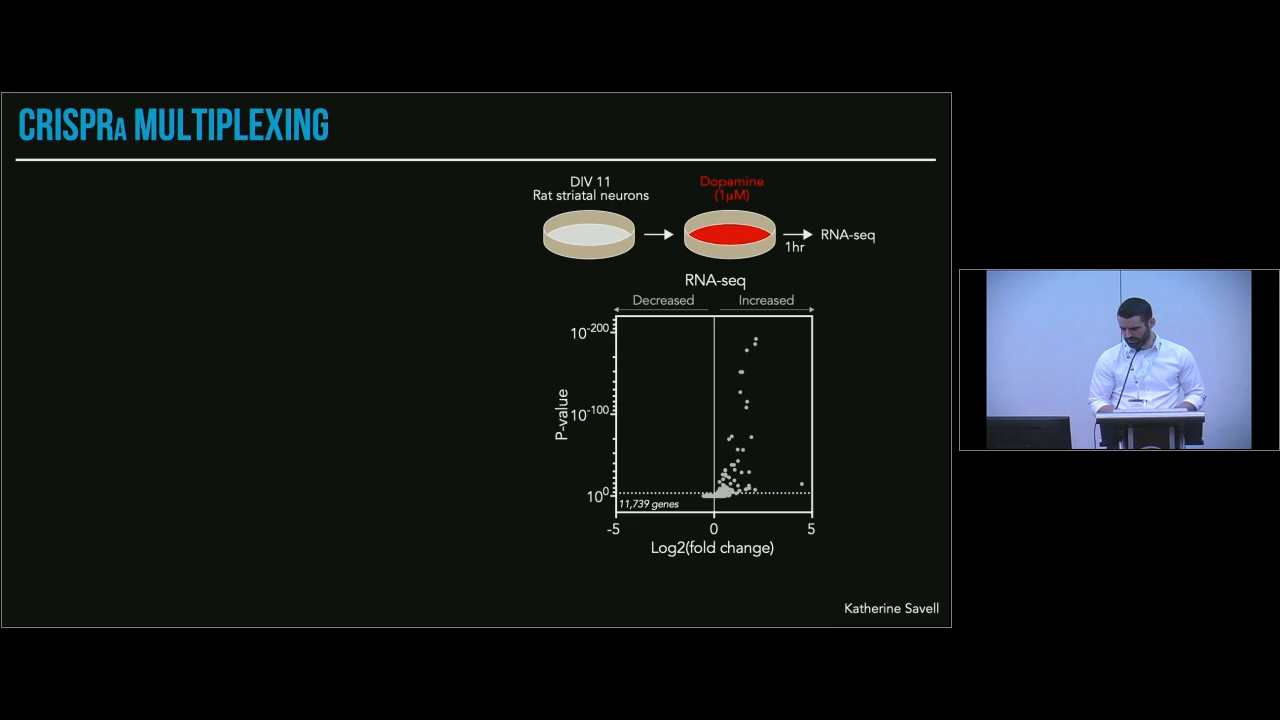 CRISPRA MULTIPLEXING
DIV 11
Rat striatal neurons
Dopamine
(1µM)
1hr
RNA-seq
RNA-seq
Decreased
Increased
10-200
10-100
100
P-value
11,739 genes
-5
0
5
Log2(fold change)
Katherine Savell